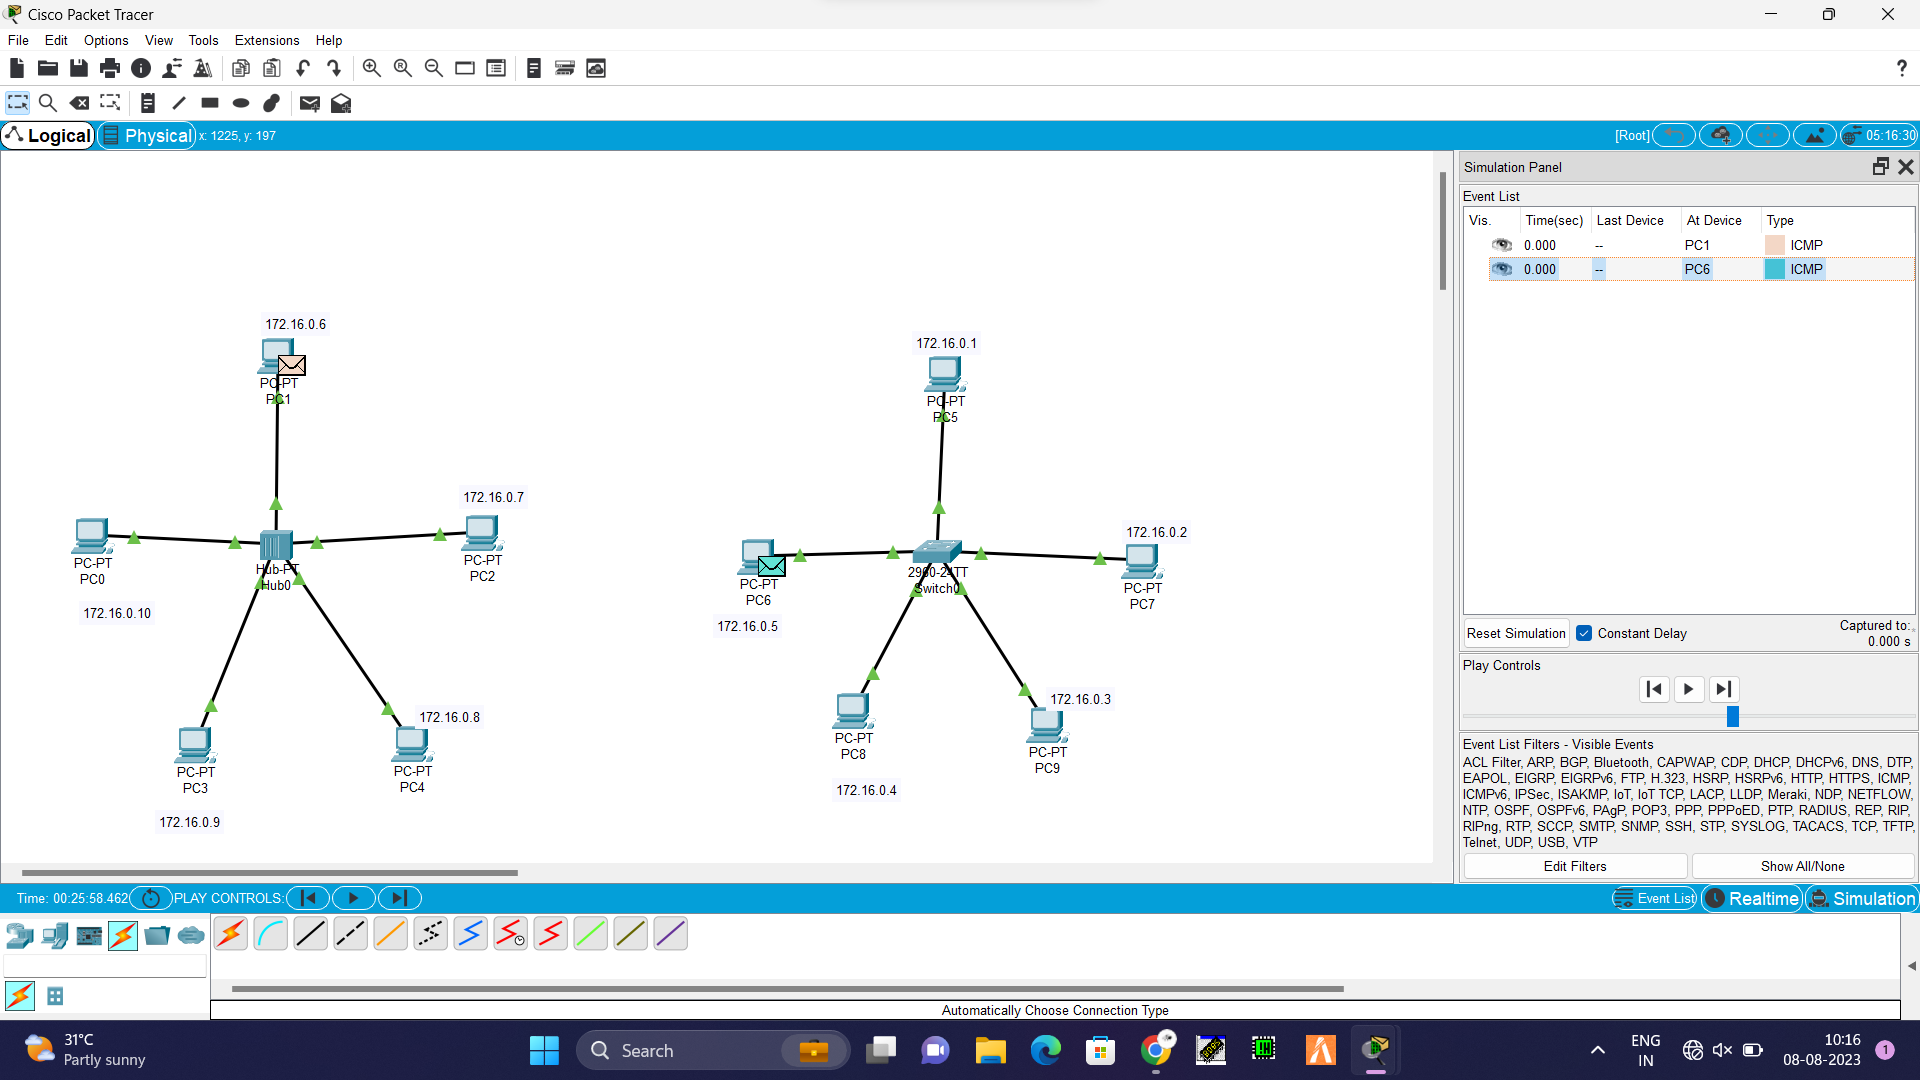 Cisco Packet Tracer
File Edit Options View Tools Extensions Help
?
Logical Physical x: 1225, y: 197 [Root] 05:16:30
Simulation Panel
Event List
Vis. Time(sec) Last Device At Device Type
0.000 -- PC1 ICMP
0.000 -- PC6 ICMP
172.16.0.6
PC-PT
PC1
172.16.0.7
PC-PT
PC2
PC-PT
PC0
172.16.0.10
Hub-PT
Hub0
172.16.0.8
PC-PT
PC4
PC-PT
PC3
172.16.0.9
172.16.0.1
PC-PT
PC5
172.16.0.2
PC-PT
PC7
PC-PT
PC6
172.16.0.5
2960-24TT
Switch0
172.16.0.3
PC-PT
PC9
PC-PT
PC8
172.16.0.4
Reset Simulation Constant Delay Captured to:
0.000 s
Play Controls
Event List Filters - Visible Events
ACL Filter, ARP, BGP, Bluetooth, CAPWAP, CDP, DHCP, DHCPv6, DNS, DTP,
EAPOL, EIGRP, EIGRPv6, FTP, H.323, HSRP, HSRPv6, HTTP, HTTPS, ICMP,
ICMPv6, IPSec, ISAKMP, IoT, IoT TCP, LACP, LLDP, Meraki, NDP, NETFLOW,
NTP, OSPF, OSPFv6, PAgP, POP3, PPP, PPPoED, PTP, RADIUS, REP, RIP,
RIPng, RTP, SCCP, SMTP, SNMP, SSH, STP, SYSLOG, TACACS, TCP, TFTP,
Telnet, UDP, USB, VTP
Edit Filters Show All/None
Time: 00:25:58.462 PLAY CONTROLS: Event List Realtime Simulation
Automatically Choose Connection Type
31°C
Partly sunny
Search
ENG
IN
10:16
08-08-2023
1